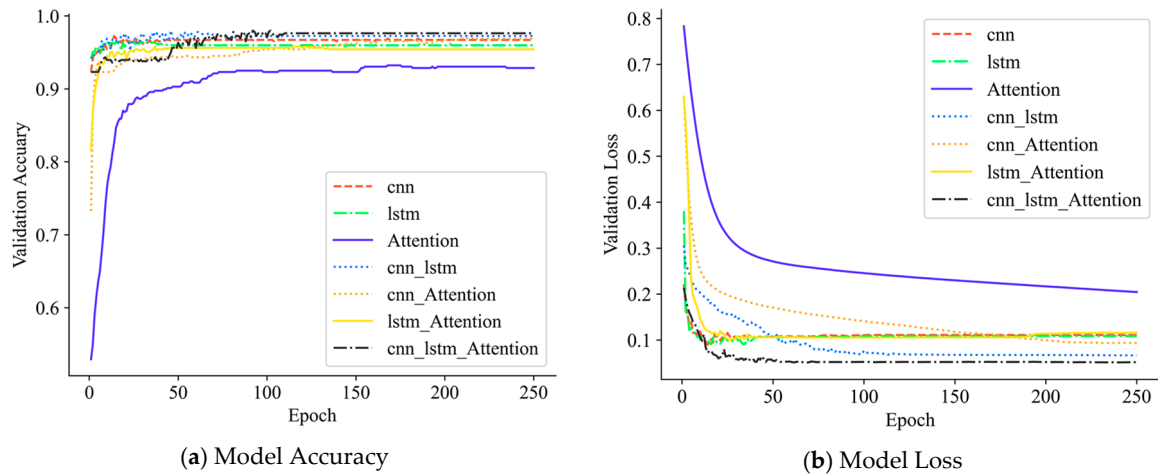 1.0
0.9
0.8
0.7
0.6
Validation Accuary
0
50
100
150
200
250
Epoch
cnn
lstm
Attention
cnn_lstm
cnn_Attention
lstm_Attention
cnn_lstm_Attention
(a) Model Accuracy
0.8
0.7
0.6
0.5
0.4
0.3
0.2
0.1
Validation Loss
0
50
100
150
200
250
Epoch
cnn
lstm
Attention
cnn_lstm
cnn_Attention
lstm_Attention
cnn_lstm_Attention
(b) Model Loss